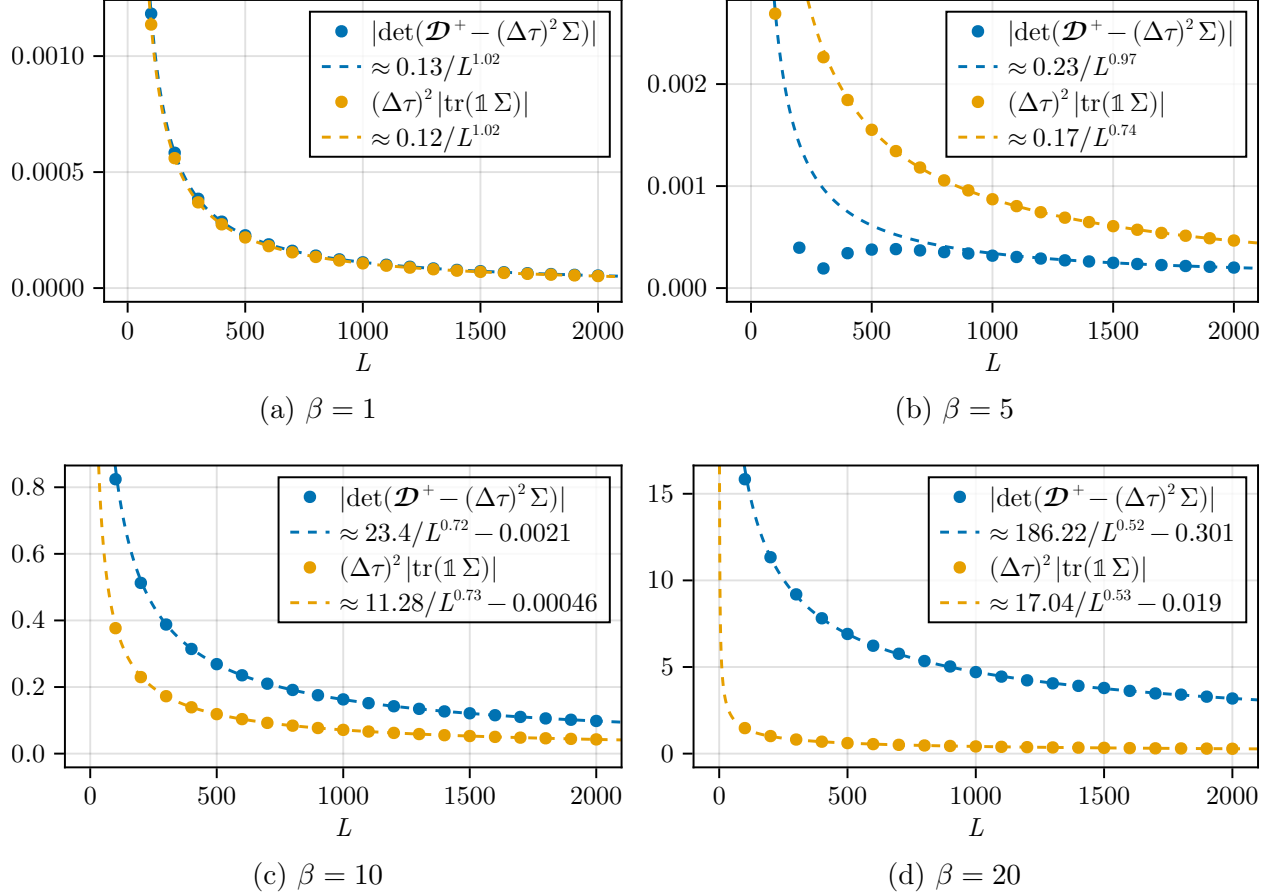 0.0010
0.0005
0.0000
0 500 1000 1500 2000
L
|det(𝓓⁺ − (Δτ)² Σ)|
≈ 0.13/L^{1.02}
(Δτ)² |tr(𝟙 Σ)|
≈ 0.12/L^{1.02}
(a) β = 1
0.002
0.001
0.000
0 500 1000 1500 2000
L
|det(𝓓⁺ − (Δτ)² Σ)|
≈ 0.23/L^{0.97}
(Δτ)² |tr(𝟙 Σ)|
≈ 0.17/L^{0.74}
(b) β = 5
0.8
0.6
0.4
0.2
0.0
0 500 1000 1500 2000
L
|det(𝓓⁺ − (Δτ)² Σ)|
≈ 23.4/L^{0.72} − 0.0021
(Δτ)² |tr(𝟙 Σ)|
≈ 11.28/L^{0.73} − 0.00046
(c) β = 10
15
10
5
0
0 500 1000 1500 2000
L
|det(𝓓⁺ − (Δτ)² Σ)|
≈ 186.22/L^{0.52} − 0.301
(Δτ)² |tr(𝟙 Σ)|
≈ 17.04/L^{0.53} − 0.019
(d) β = 20